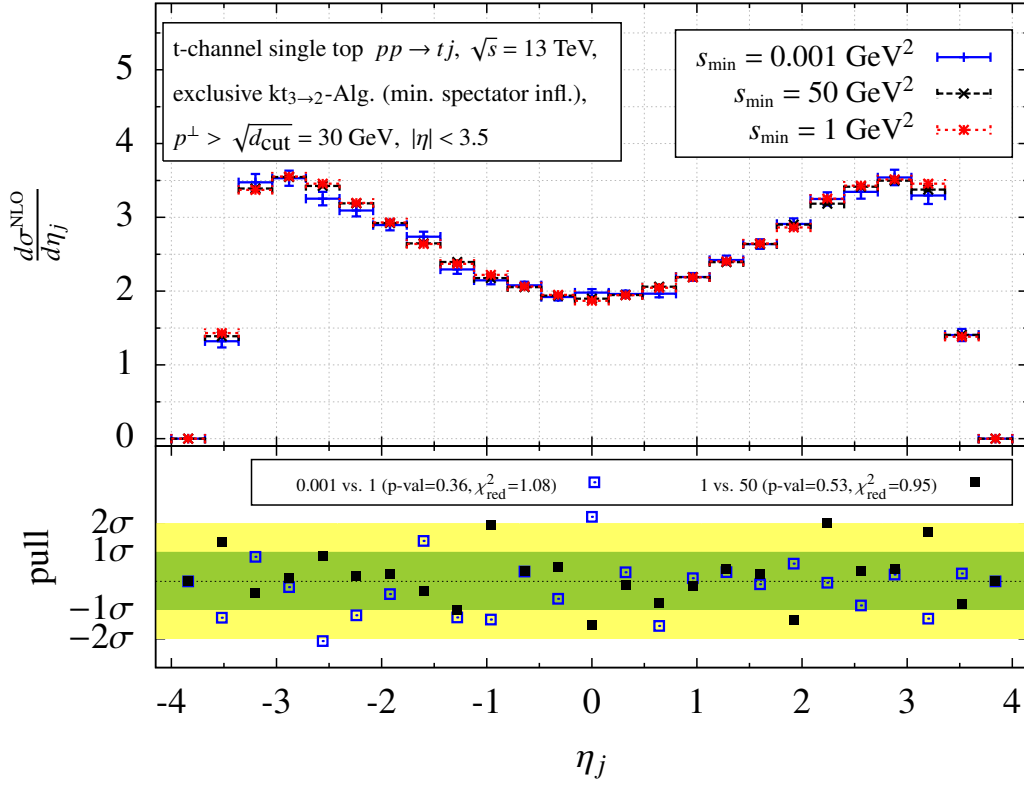 t-channel single top pp → tj, √s = 13 TeV,
exclusive kt3→2-Alg. (min. spectator infl.),
p⊥ > √dcut = 30 GeV, |η| < 3.5
smin = 0.001 GeV²
smin = 50 GeV²
smin = 1 GeV²
dσNLO
dηj
5
4
3
2
1
0
0.001 vs. 1 (p-val=0.36, χ²red=1.08)
1 vs. 50 (p-val=0.53, χ²red=0.95)
pull
2σ
1σ
−1σ
−2σ
-4 -3 -2 -1 0 1 2 3 4
ηj